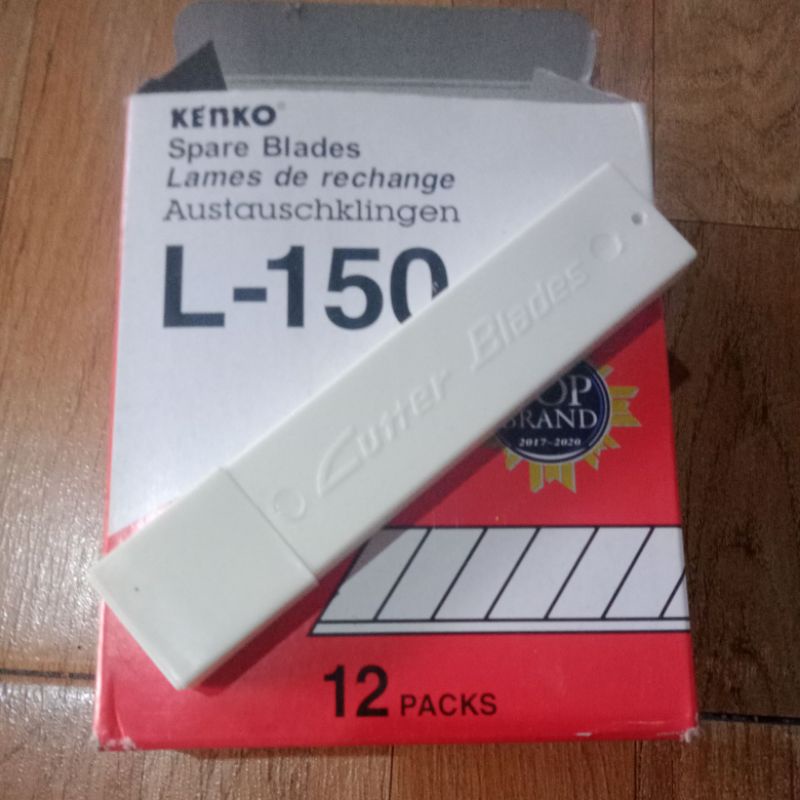 KENKO
Spare Blades
Lames de rechange
Austauschklingen
L-150
Cutter Blades
BRAND
2017-2020
12 PACKS